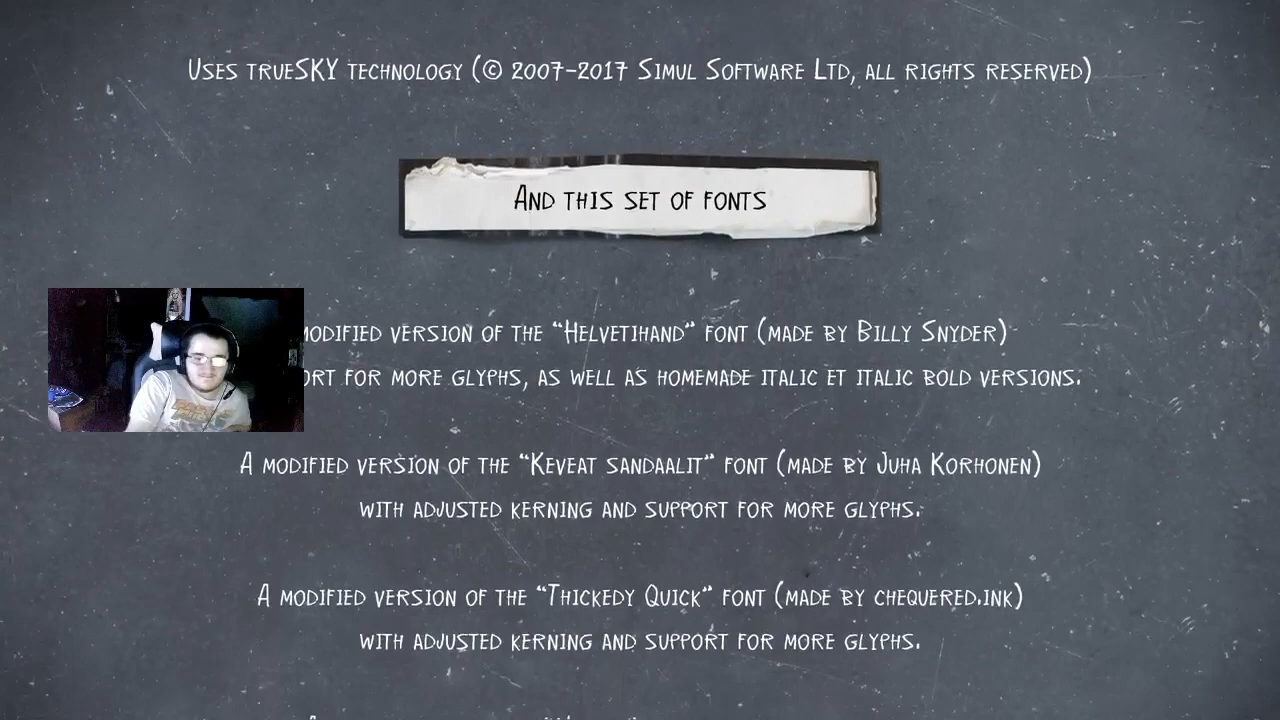 Uses trueSKY technology (© 2007-2017 Simul Software Ltd, all rights reserved)
And this set of fonts
modified version of the "Helvetihand" font (made by Billy Snyder)
ort for more glyphs, as well as homemade italic et italic bold versions.
A modified version of the "Keveat sandaalit" font (made by Juha Korhonen)
with adjusted kerning and support for more glyphs.
A modified version of the "Thickedy Quick" font (made by chequered.ink)
with adjusted kerning and support for more glyphs.